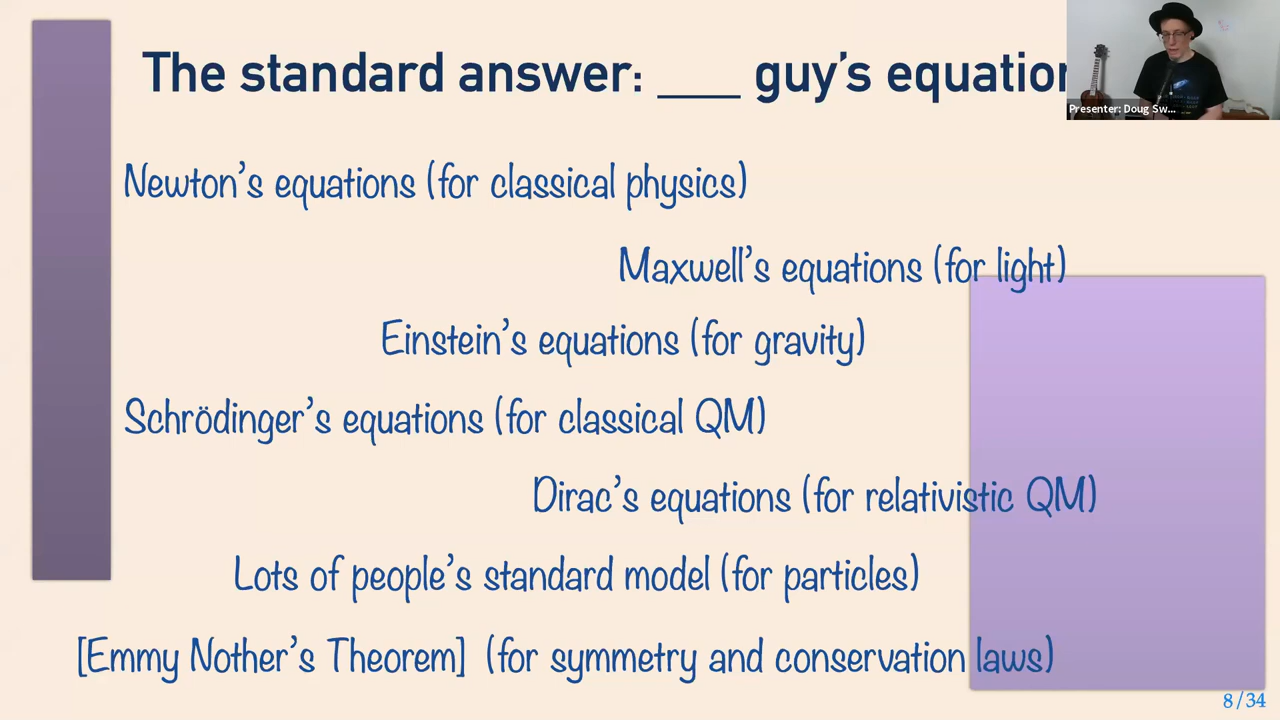 The standard answer: ___ guy's equation
Presenter: Doug Sw...
Newton's equations (for classical physics)
Maxwell's equations (for light)
Einstein's equations (for gravity)
Schrödinger's equations (for classical QM)
Dirac's equations (for relativistic QM)
Lots of people's standard model (for particles)
[Emmy Nother's Theorem] (for symmetry and conservation laws)
8/34